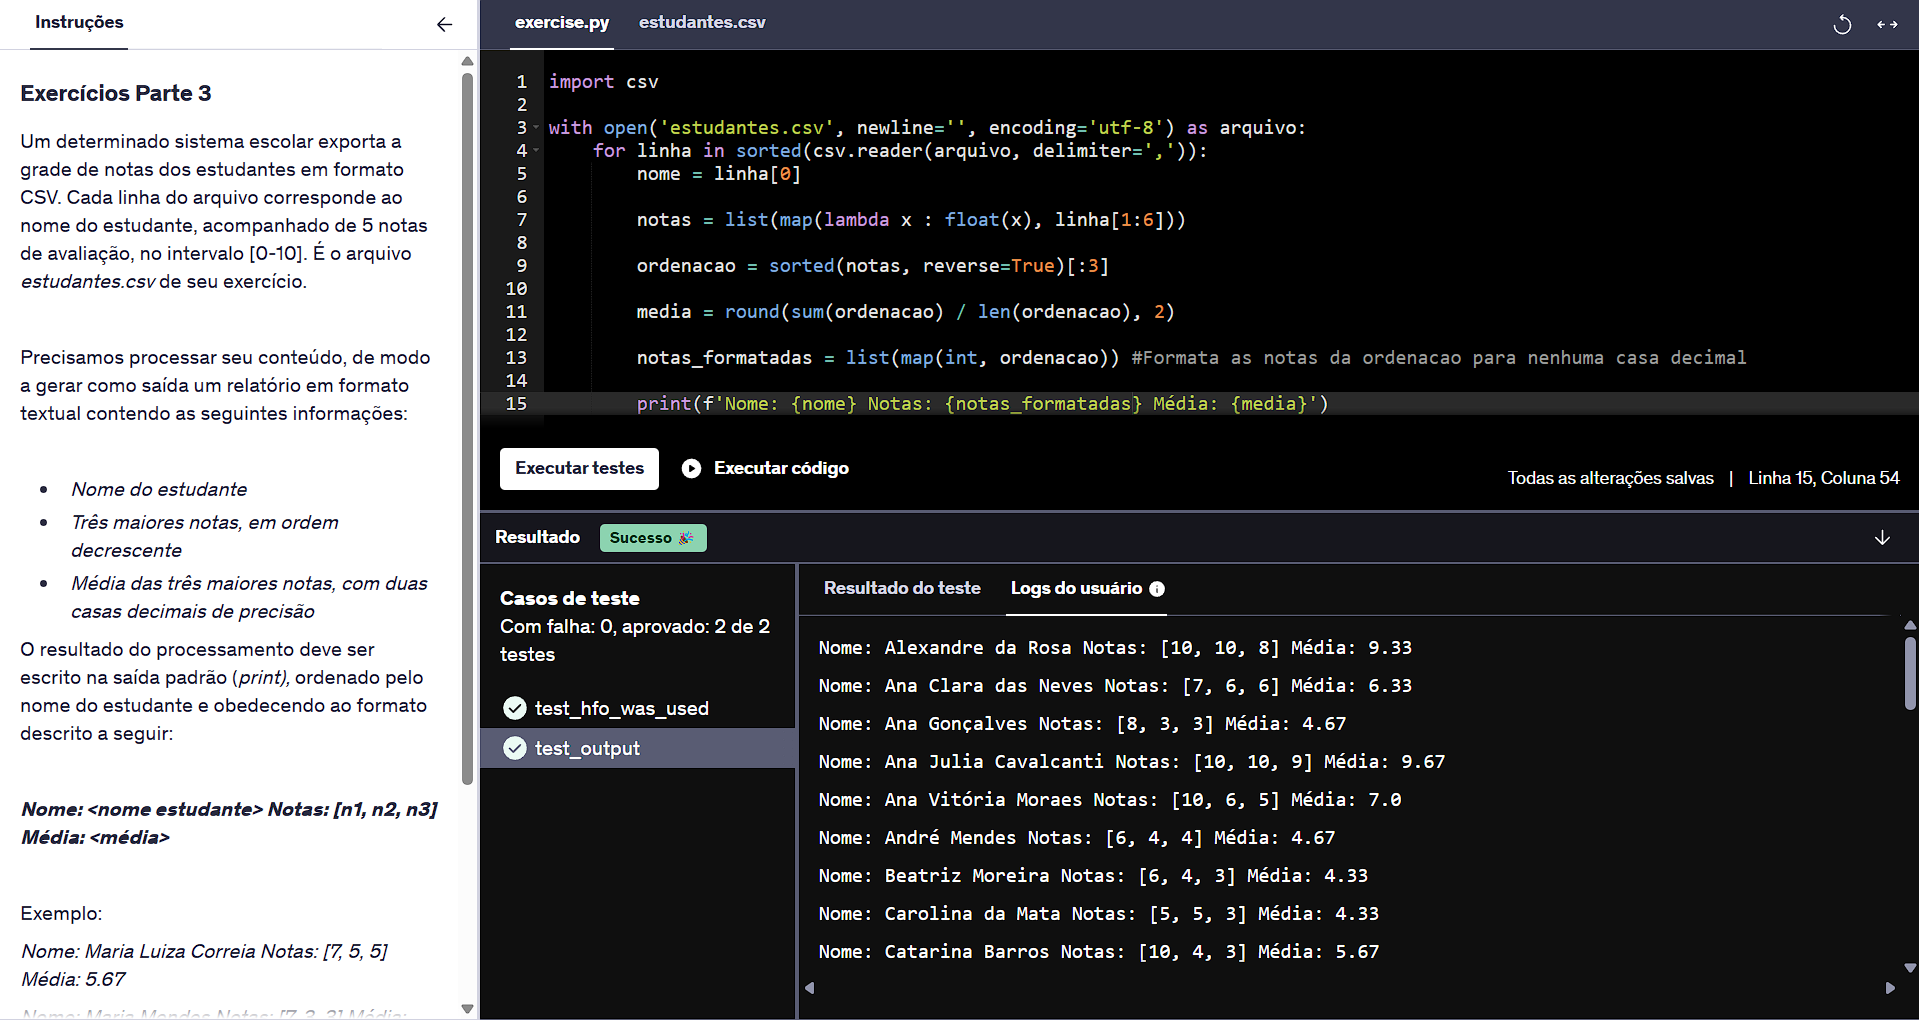 Instruções
Exercícios Parte 3
Um determinado sistema escolar exporta a
grade de notas dos estudantes em formato
CSV. Cada linha do arquivo corresponde ao
nome do estudante, acompanhado de 5 notas
de avaliação, no intervalo [0-10]. É o arquivo
estudantes.csv de seu exercício.
Precisamos processar seu conteúdo, de modo
a gerar como saída um relatório em formato
textual contendo as seguintes informações:
• Nome do estudante
• Três maiores notas, em ordem
decrescente
• Média das três maiores notas, com duas
casas decimais de precisão
O resultado do processamento deve ser
escrito na saída padrão (print), ordenado pelo
nome do estudante e obedecendo ao formato
descrito a seguir:
Nome: <nome estudante> Notas: [n1, n2, n3]
Média: <média>
Exemplo:
Nome: Maria Luiza Correia Notas: [7, 5, 5]
Média: 5.67
Nome: Maria Mendes Notas: [7, 3, 3] Média:
exercise.py estudantes.csv
1 import csv
2
3 with open('estudantes.csv', newline='', encoding='utf-8') as arquivo:
4     for linha in sorted(csv.reader(arquivo, delimiter=',')):
5         nome = linha[0]
6
7         notas = list(map(lambda x : float(x), linha[1:6]))
8
9         ordenacao = sorted(notas, reverse=True)[:3]
10
11         media = round(sum(ordenacao) / len(ordenacao), 2)
12
13         notas_formatadas = list(map(int, ordenacao)) #Formata as notas da ordenacao para nenhuma casa decimal
14
15         print(f'Nome: {nome} Notas: {notas_formatadas} Média: {media}')
Executar testes Executar código
Todas as alterações salvas | Linha 15, Coluna 54
Resultado Sucesso 🎉
Casos de teste
Com falha: 0, aprovado: 2 de 2
testes
test_hfo_was_used
test_output
Resultado do teste Logs do usuário
Nome: Alexandre da Rosa Notas: [10, 10, 8] Média: 9.33
Nome: Ana Clara das Neves Notas: [7, 6, 6] Média: 6.33
Nome: Ana Gonçalves Notas: [8, 3, 3] Média: 4.67
Nome: Ana Julia Cavalcanti Notas: [10, 10, 9] Média: 9.67
Nome: Ana Vitória Moraes Notas: [10, 6, 5] Média: 7.0
Nome: André Mendes Notas: [6, 4, 4] Média: 4.67
Nome: Beatriz Moreira Notas: [6, 4, 3] Média: 4.33
Nome: Carolina da Mata Notas: [5, 5, 3] Média: 4.33
Nome: Catarina Barros Notas: [10, 4, 3] Média: 5.67